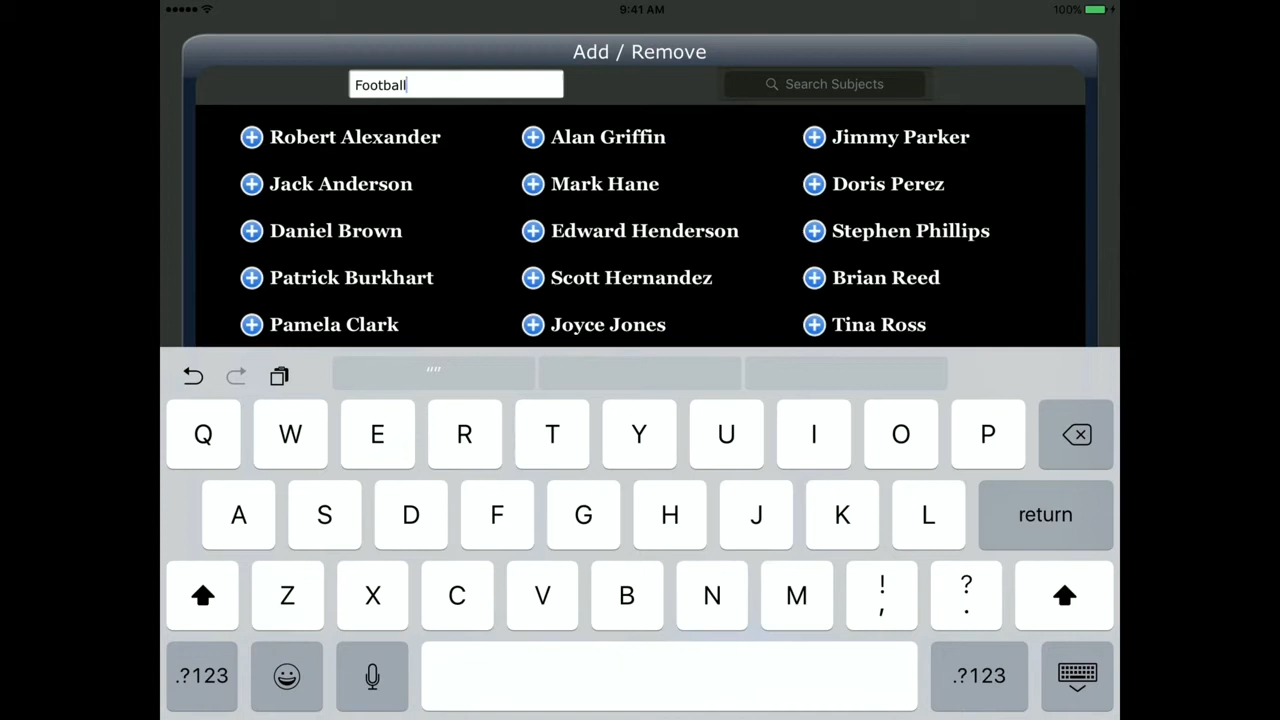 9:41 AM
100%
Add / Remove
Football
Search Subjects
Robert Alexander Alan Griffin Jimmy Parker
Jack Anderson Mark Hane Doris Perez
Daniel Brown Edward Henderson Stephen Phillips
Patrick Burkhart Scott Hernandez Brian Reed
Pamela Clark Joyce Jones Tina Ross
""
Q W E R T Y U I O P
A S D F G H J K L return
Z X C V B N M ! , ? .
.?123 .?123